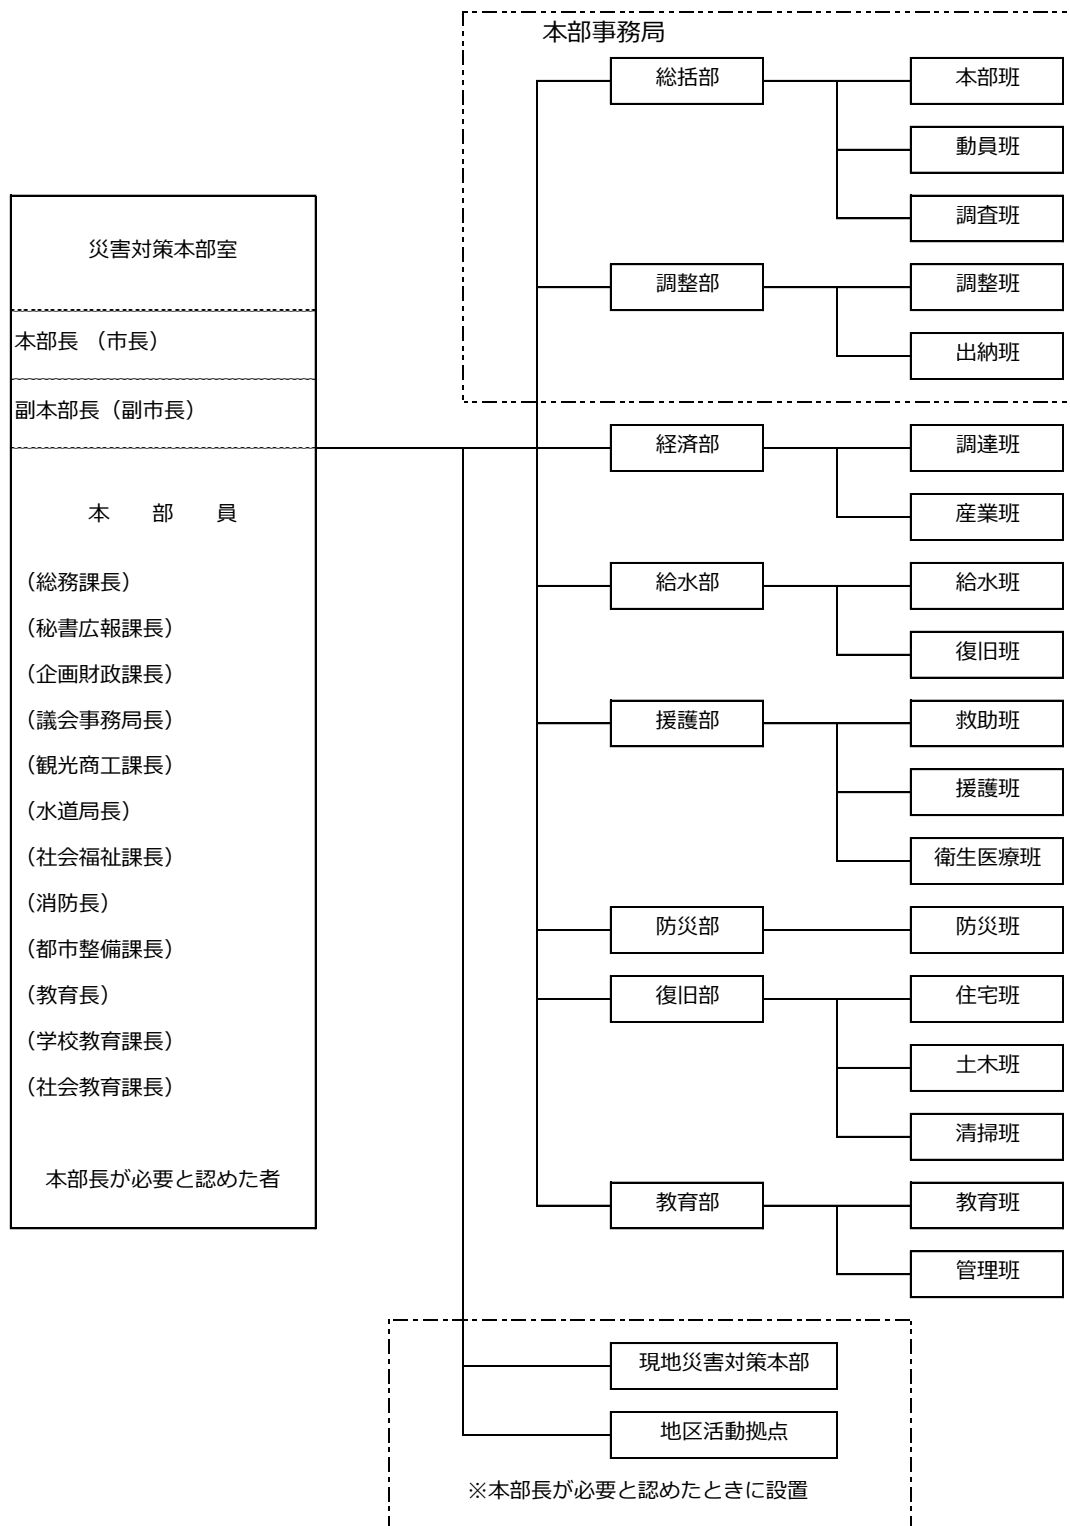 本部事務局
総括部
本部班
動員班
調査班
調整部
調整班
出納班
災害対策本部室
本部長 （市長）
副本部長（副市長）
本　部　員
（総務課長）
（秘書広報課長）
（企画財政課長）
（議会事務局長）
（観光商工課長）
（水道局長）
（社会福祉課長）
（消防長）
（都市整備課長）
（教育長）
（学校教育課長）
（社会教育課長）
本部長が必要と認めた者
経済部
調達班
産業班
給水部
給水班
復旧班
援護部
救助班
援護班
衛生医療班
防災部
防災班
復旧部
住宅班
土木班
清掃班
教育部
教育班
管理班
現地災害対策本部
地区活動拠点
※本部長が必要と認めたときに設置